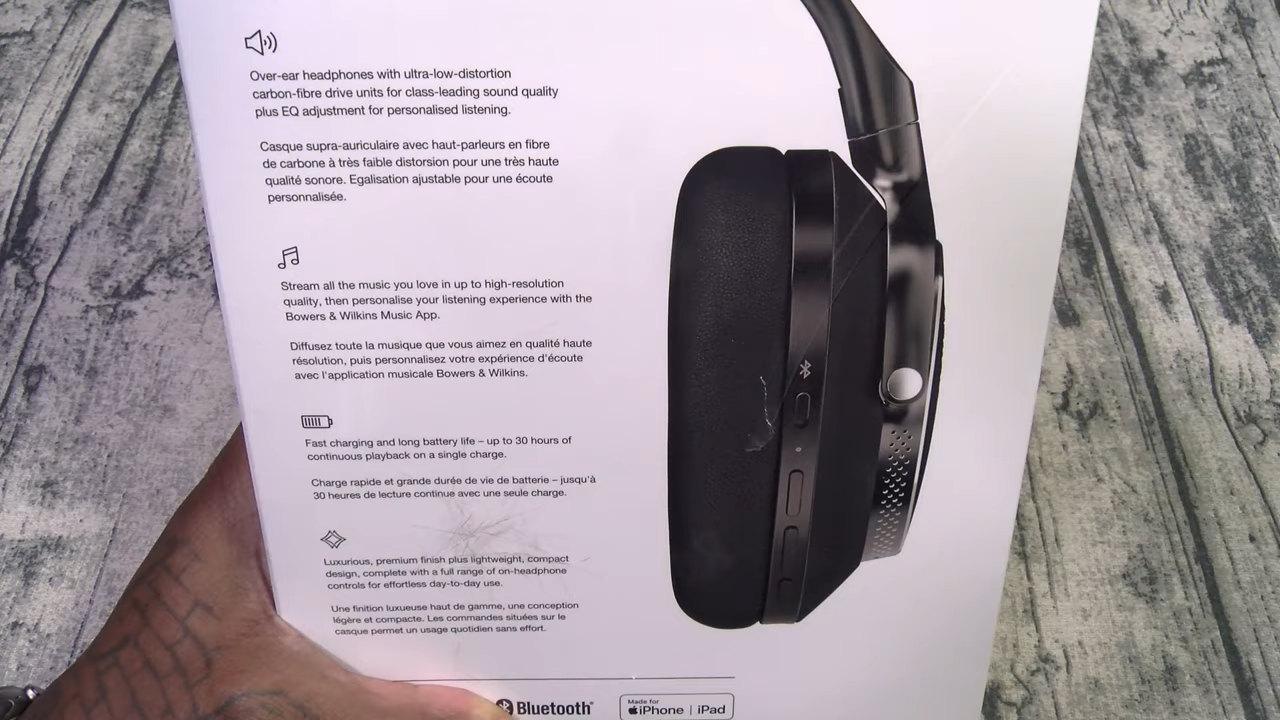 Over-ear headphones with ultra-low-distortion
carbon-fibre drive units for class-leading sound quality
plus EQ adjustment for personalised listening.
Casque supra-auriculaire avec haut-parleurs en fibre
de carbone à très faible distorsion pour une très haute
qualité sonore. Egalisation ajustable pour une écoute
personnalisée.
Stream all the music you love in up to high-resolution
quality, then personalise your listening experience with the
Bowers & Wilkins Music App.
Diffusez toute la musique que vous aimez en qualité haute
résolution, puis personnalisez votre expérience d'écoute
avec l'application musicale Bowers & Wilkins.
Fast charging and long battery life – up to 30 hours of
continuous playback on a single charge.
Charge rapide et grande durée de vie de batterie – jusqu'à
30 heures de lecture continue avec une seule charge.
Luxurious, premium finish plus lightweight, compact
design, complete with a full range of on-headphone
controls for effortless day-to-day use.
Une finition luxueuse haut de gamme, une conception
légère et compacte. Les commandes situées sur le
casque permet un usage quotidien sans effort.
Bluetooth®
Made for
iPhone | iPad